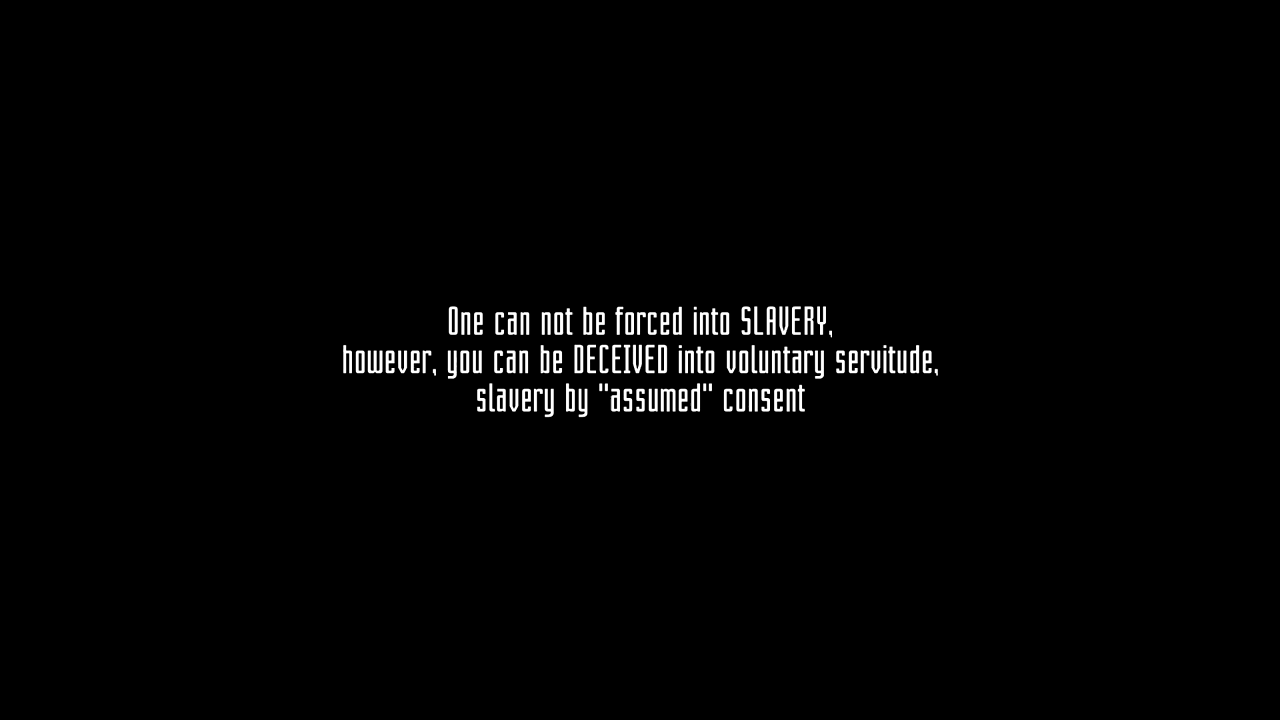 One can not be forced into SLAVERY,
however, you can be DECEIVED into voluntary servitude,
slavery by "assumed" consent